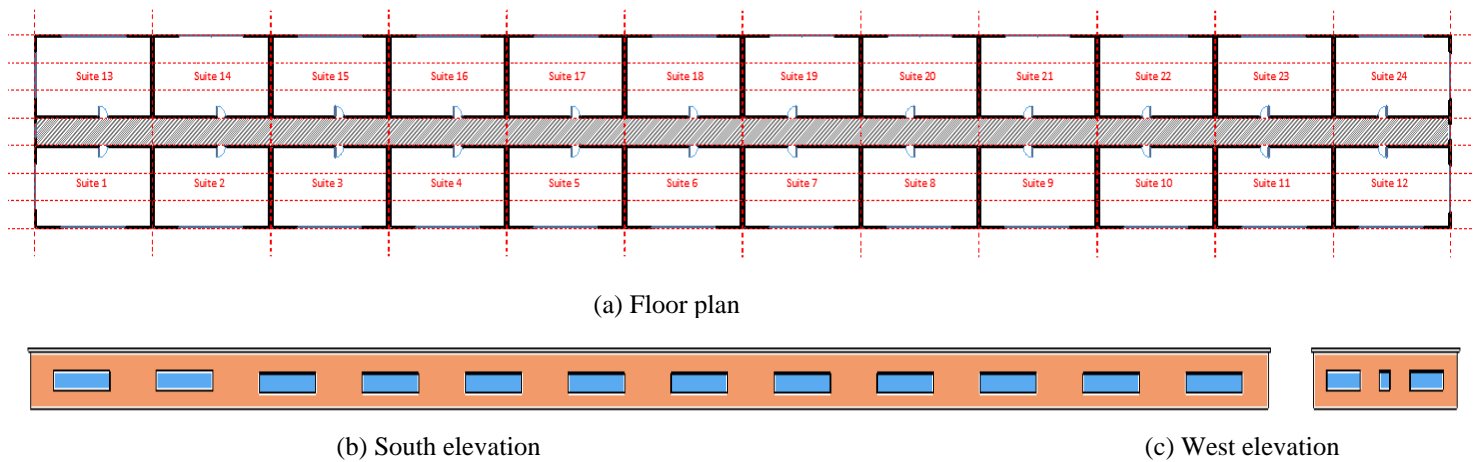 Suite 13 Suite 14 Suite 15 Suite 16 Suite 17 Suite 18 Suite 19 Suite 20 Suite 21 Suite 22 Suite 23 Suite 24
Suite 1 Suite 2 Suite 3 Suite 4 Suite 5 Suite 6 Suite 7 Suite 8 Suite 9 Suite 10 Suite 11 Suite 12
(a) Floor plan
(b) South elevation (c) West elevation